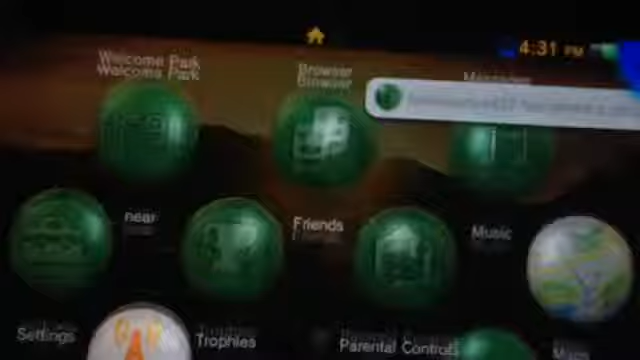 4:31 PM
Welcome Park
Browser
near
Friends
Music
Settings
Trophies
Parental Controls